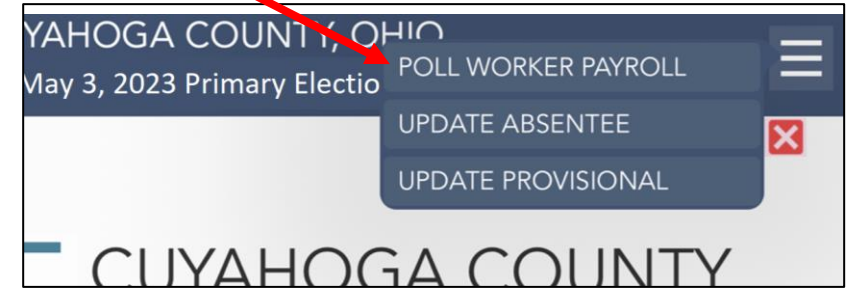 YAHOGA COUNTY, OHIO
May 3, 2023 Primary Electio
POLL WORKER PAYROLL
UPDATE ABSENTEE
UPDATE PROVISIONAL
CUYAHOGA COUNTY